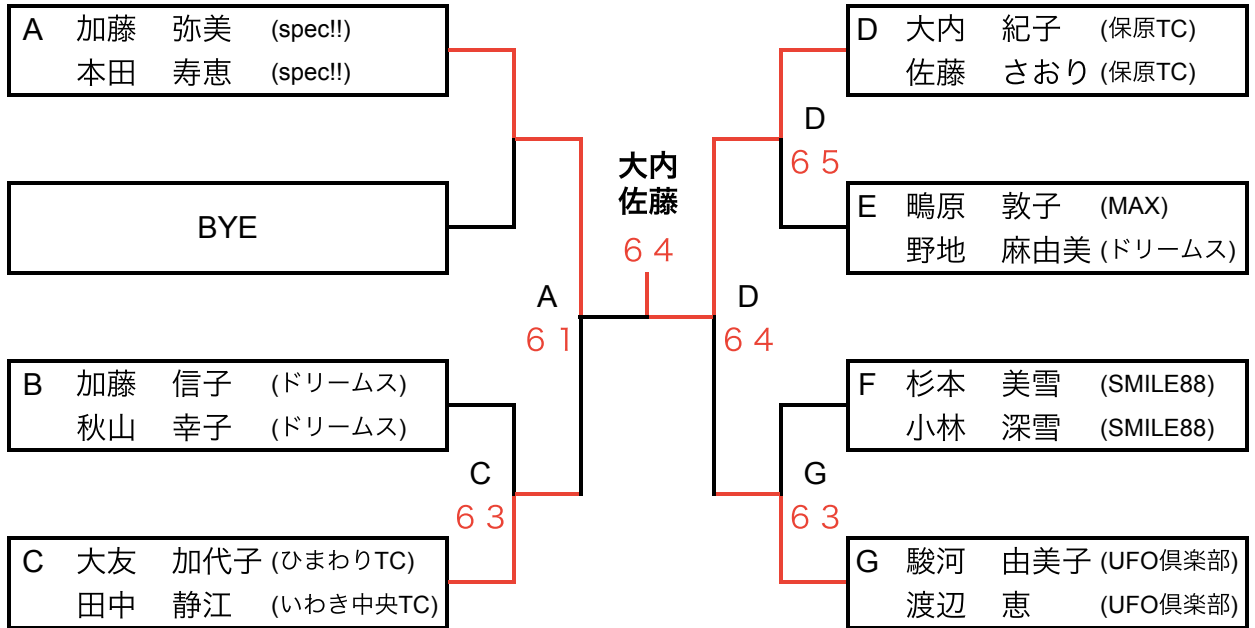 A 加藤 弥美 (spec!!)
本田 寿恵 (spec!!)
BYE
B 加藤 信子 (ドリームス)
秋山 幸子 (ドリームス)
C 大友 加代子 (ひまわりTC)
田中 静江 (いわき中央TC)
C
6 3
A
6 1
大内
佐藤
6 4
D
6 4
D
6 5
G
6 3
D 大内 紀子 (保原TC)
佐藤 さおり (保原TC)
E 鴫原 敦子 (MAX)
野地 麻由美 (ドリームス)
F 杉本 美雪 (SMILE88)
小林 深雪 (SMILE88)
G 駿河 由美子 (UFO倶楽部)
渡辺 恵 (UFO倶楽部)